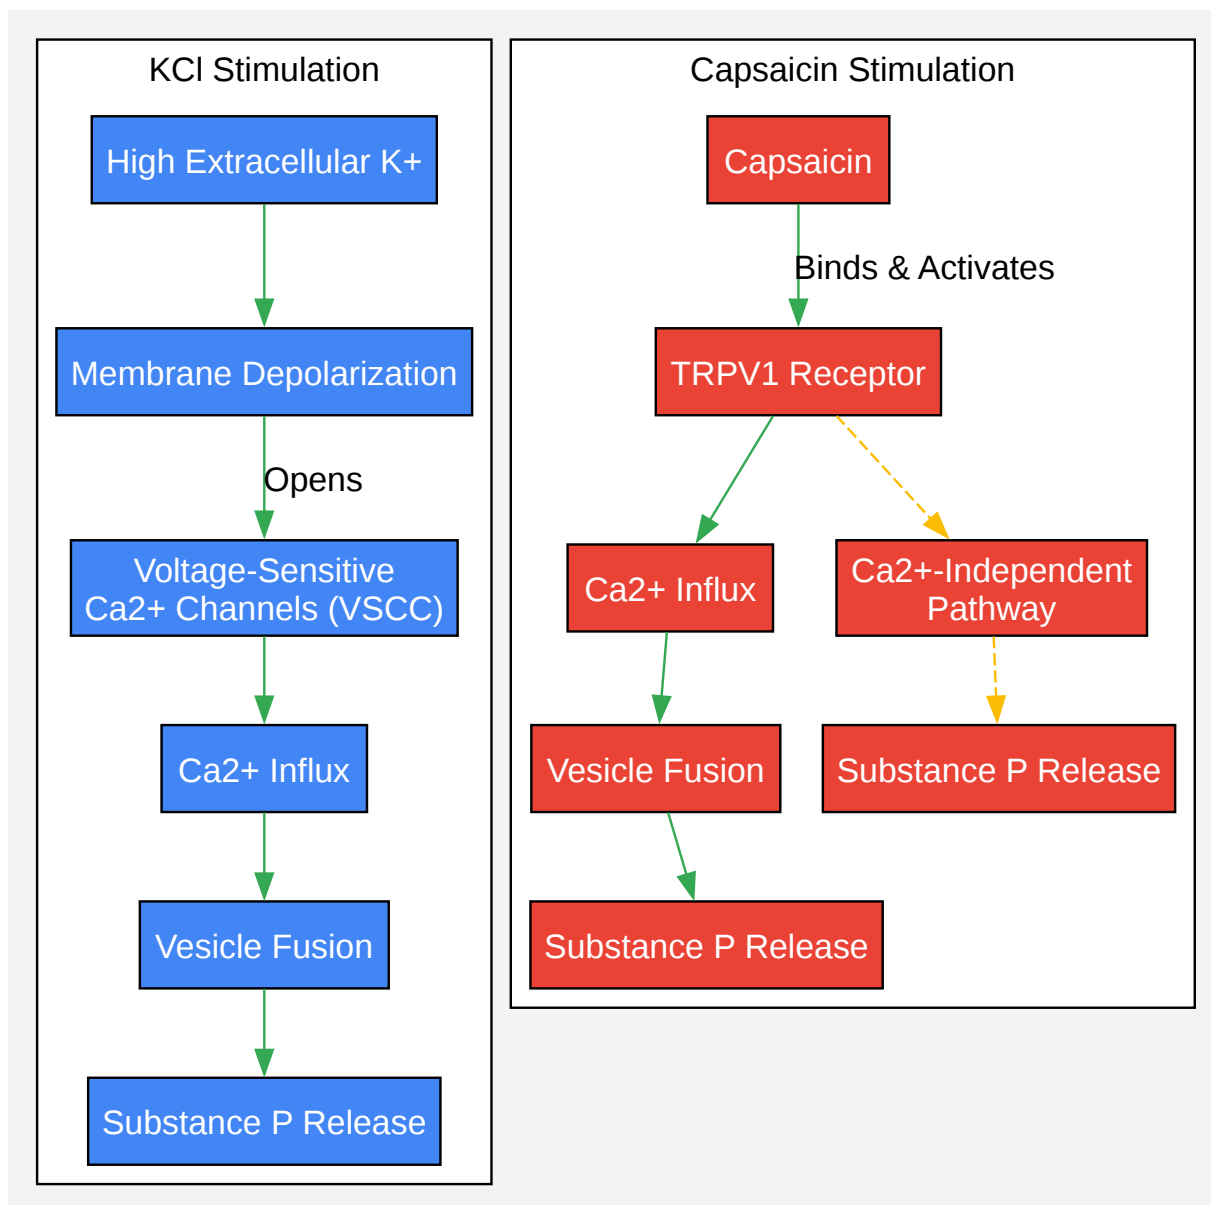 KCl Stimulation
High Extracellular K+
Membrane Depolarization
Opens
Voltage-Sensitive
Ca2+ Channels (VSCC)
Ca2+ Influx
Vesicle Fusion
Substance P Release
Capsaicin Stimulation
Capsaicin
Binds & Activates
TRPV1 Receptor
Ca2+ Influx
Vesicle Fusion
Substance P Release
Ca2+-Independent
Pathway
Substance P Release